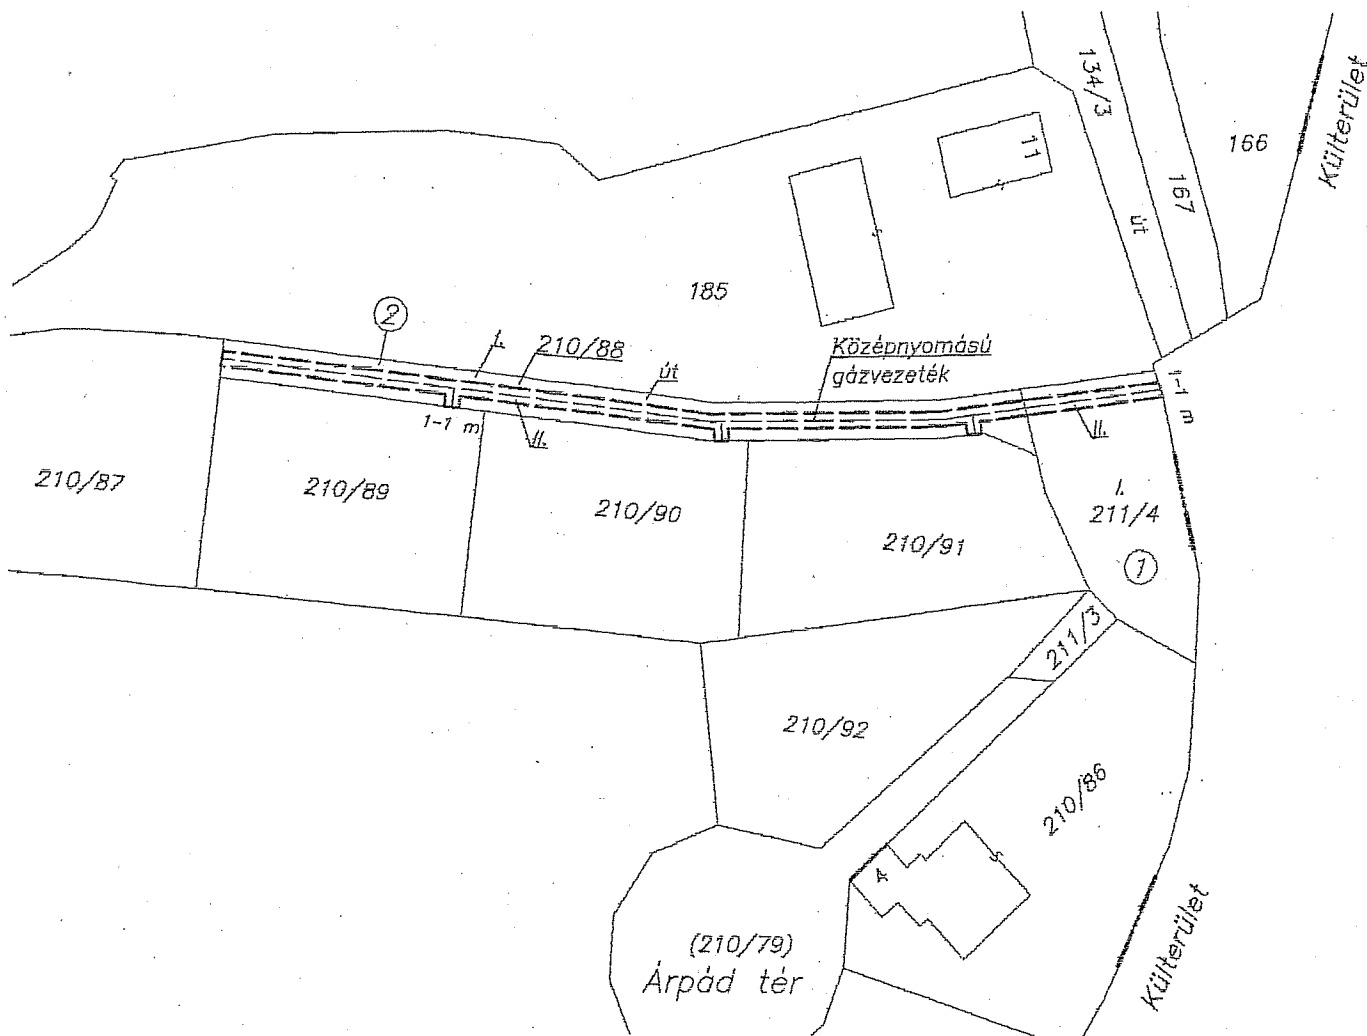 134/3
11
166
Külterület
167
út
185
2
I.
210/88
út
Középnyomású
gázvezeték
1-1 m
II.
1-1 m
II.
210/87
210/89
210/90
210/91
I.
211/4
1
211/3
210/92
210/86
4
(210/79)
Árpád tér
Külterület